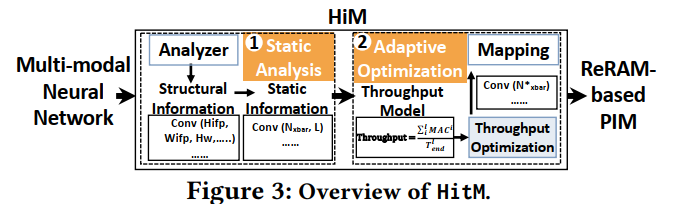 HiM
Multi-modal
Neural
Network
Analyzer
Structural
Information
Conv (Hifp,
Wifp, Hw,.....)
......
1 Static
Analysis
Static
Information
Conv (Nxbar, L)
......
2 Adaptive
Optimization
Throughput
Model
Throughput= ∑ˡᵢMACⁱ / Tˡend
Mapping
Conv (N*xbar)
......
Throughput
Optimization
ReRAM-
based
PIM
Figure 3: Overview of HitM.